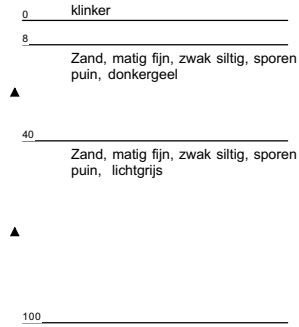 klinker
0
8
Zand, matig fijn, zwak siltig, sporen
puin, donkergeel
40
Zand, matig fijn, zwak siltig, sporen
puin, lichtgrijs
100